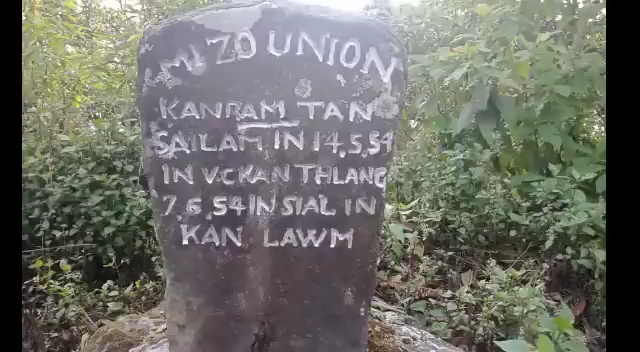 MIZO UNION
KANRAM TAN
SAILAM IN 14.5.54
IN V.C KAN THLANG
7.6.54 IN SIAL IN
KAN LAWM